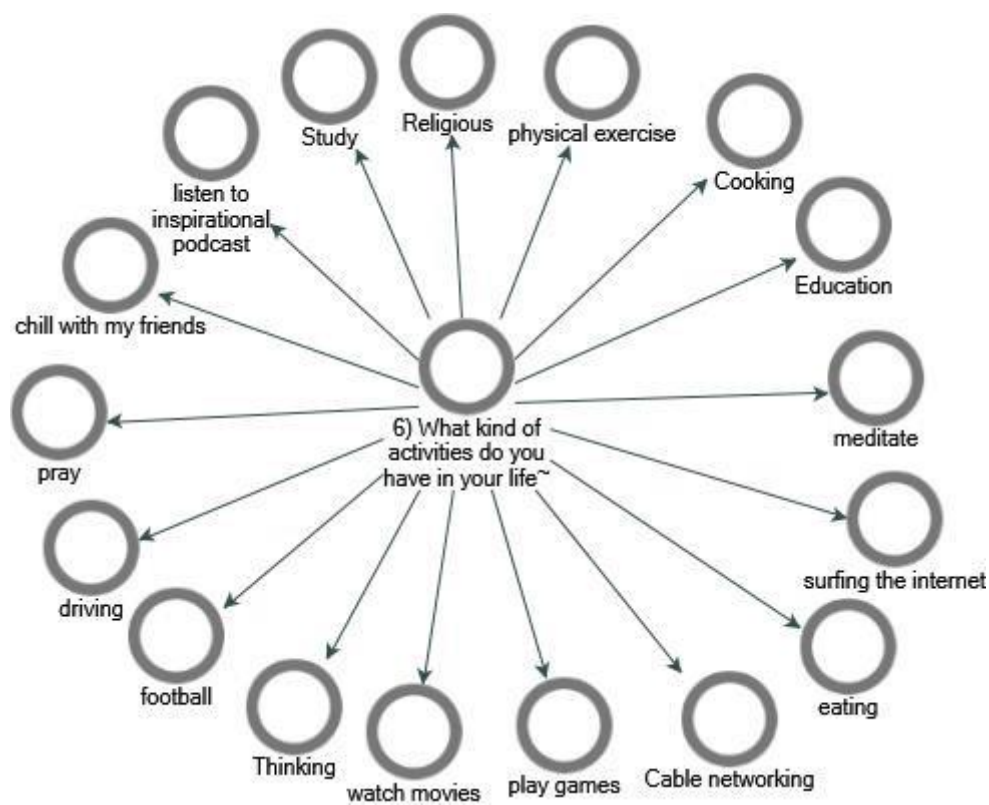 Religious
Study
physical exercise
Cooking
listen to
inspirational
podcast
Education
chill with my friends
6) What kind of
activities do you
have in your life~
meditate
pray
surfing the internet
driving
football
eating
Thinking
watch movies
play games
Cable networking